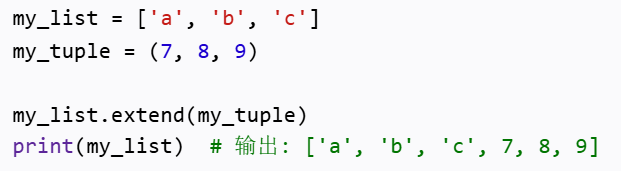 my_list = ['a', 'b', 'c']
my_tuple = (7, 8, 9)
my_list.extend(my_tuple)
print(my_list)  # 输出: ['a', 'b', 'c', 7, 8, 9]